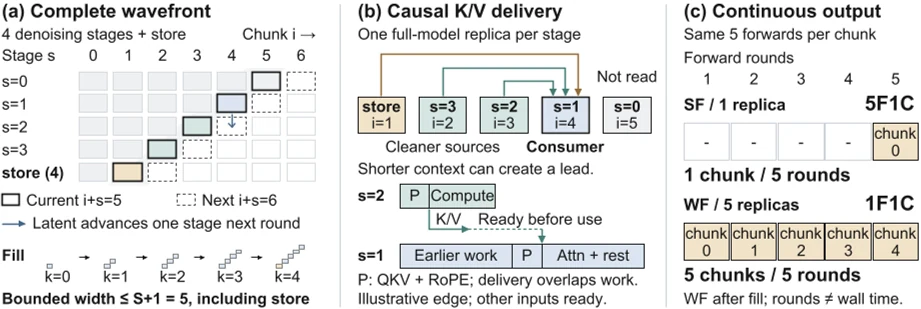 (a) Complete wavefront
4 denoising stages + store Chunk i →
Stage s 0 1 2 3 4 5 6
s=0
s=1
s=2
s=3
store (4)
Current i+s=5 Next i+s=6
Latent advances one stage next round
Fill
k=0 k=1 k=2 k=3 k=4
Bounded width ≤ S+1 = 5, including store
(b) Causal K/V delivery
One full-model replica per stage
Not read
store s=3 s=2 s=1 s=0
i=1 i=2 i=3 i=4 i=5
Cleaner sources Consumer
Shorter context can create a lead.
s=2 P Compute
K/V Ready before use
s=1 Earlier work P Attn + rest
P: QKV + RoPE; delivery overlaps work.
Illustrative edge; other inputs ready.
(c) Continuous output
Same 5 forwards per chunk
Forward rounds
1 2 3 4 5
SF / 1 replica 5F1C
- - - - chunk 0
1 chunk / 5 rounds
WF / 5 replicas 1F1C
chunk chunk chunk chunk chunk
0 1 2 3 4
5 chunks / 5 rounds
WF after fill; rounds ≠ wall time.